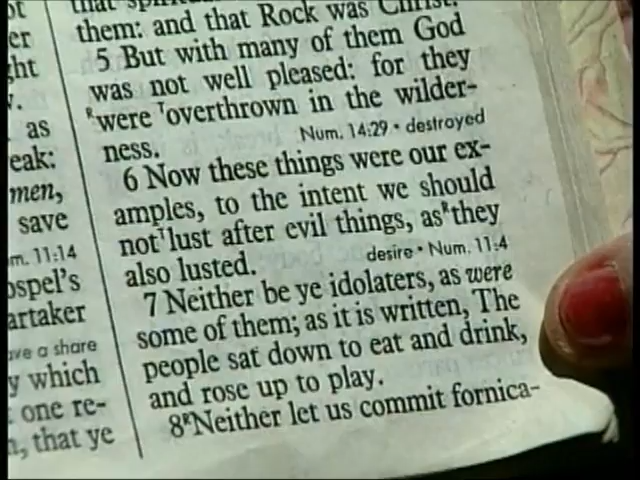 ot
er
ght
v.
as
eak:
men,
save
m. 11:14
ospel's
artaker
ave a share
y which
one re-
n, that ye
them: and that Rock was Christ.
5 But with many of them God
was not well pleased: for they
R were T overthrown in the wilder-
Num. 14:29 • destroyed
ness.
6 Now these things were our ex-
amples, to the intent we should
not T lust after evil things, as R they
desire • Num. 11:4
also lusted.
7 Neither be ye idolaters, as were
some of them; as it is written, The
people sat down to eat and drink,
and rose up to play.
8 R Neither let us commit fornica-